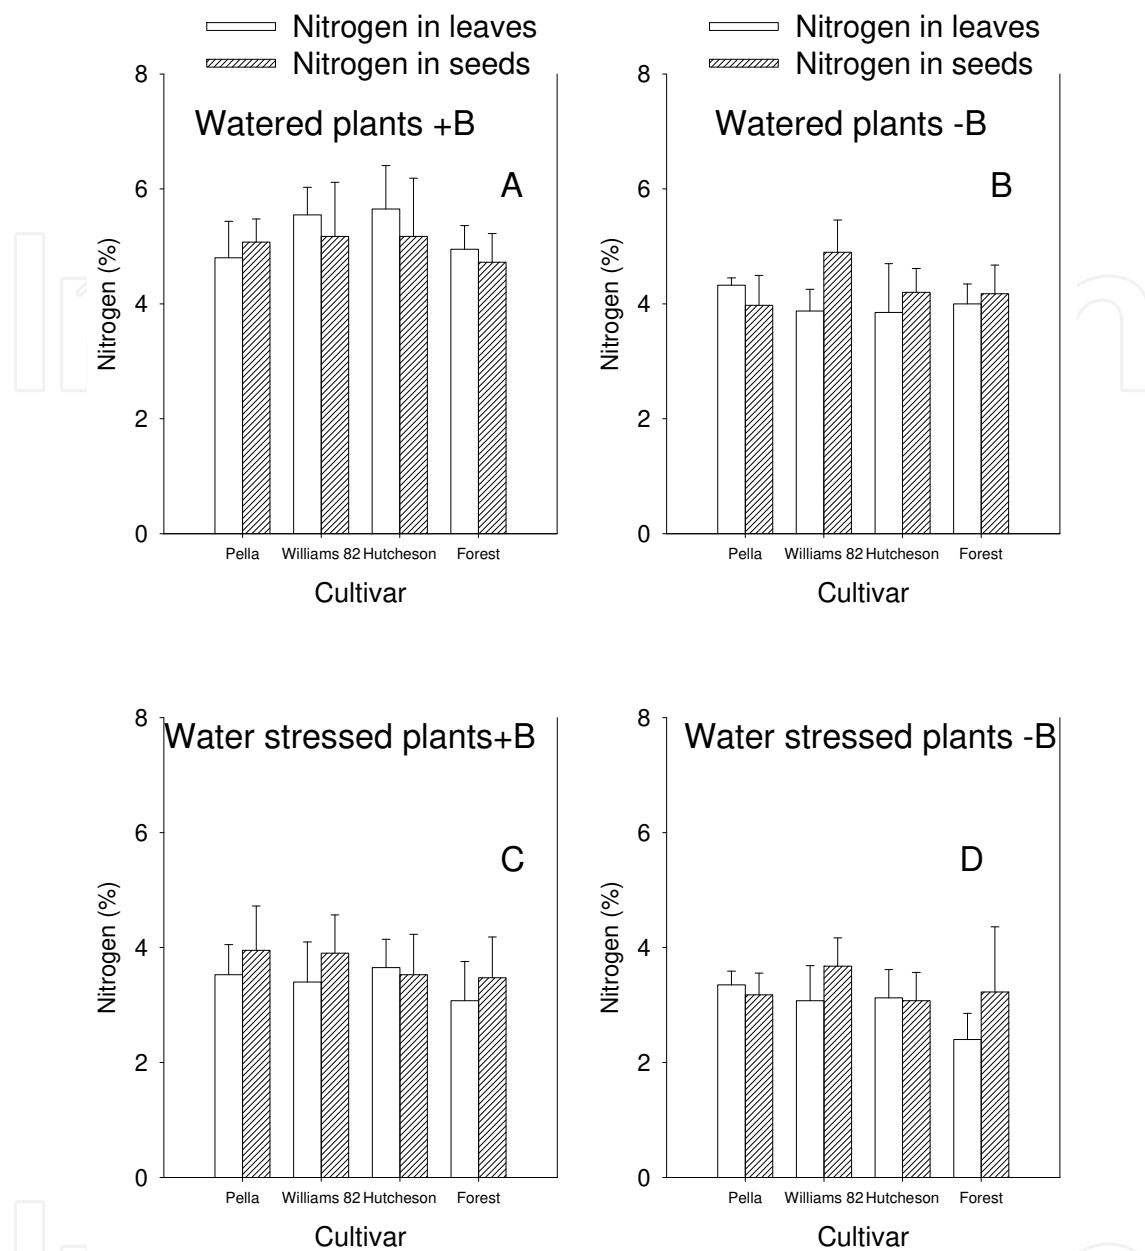 Nitrogen in leaves
Nitrogen in seeds
8
6
4
2
0
Nitrogen (%)
Watered plants +B
A
Pella Williams 82 Hutcheson Forest
Cultivar
Nitrogen in leaves
Nitrogen in seeds
8
6
4
2
0
Nitrogen (%)
Watered plants -B
B
Pella Williams 82 Hutcheson Forest
Cultivar
8
6
4
2
0
Nitrogen (%)
Water stressed plants+B
C
Pella Williams 82 Hutcheson Forest
Cultivar
8
6
4
2
0
Nitrogen (%)
Water stressed plants -B
D
Pella Williams 82 Hutcheson Forest
Cultivar